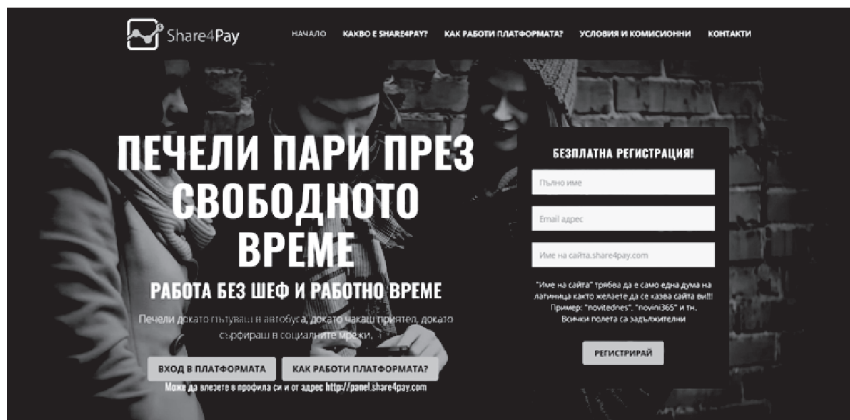 Share4Pay
НАЧАЛО КАКВО Е SHARE4PAY? КАК РАБОТИ ПЛАТФОРМАТА? УСЛОВИЯ И КОМИСИОННИ КОНТАКТИ
ПЕЧЕЛИ ПАРИ ПРЕЗ
СВОБОДНОТО
ВРЕМЕ
РАБОТА БЕЗ ШЕФ И РАБОТНО ВРЕМЕ
Печели докато пътуваш в автобуса, докато чакаш приятел, докато
сърфираш в социалните мрежи.
ВХОД В ПЛАТФОРМАТА КАК РАБОТИ ПЛАТФОРМАТА?
Може да влезете в профила си и от адрес http://panel.share4pay.com
БЕЗПЛАТНА РЕГИСТРАЦИЯ!
Пълно име
Email адрес
Име на сайта.share4pay.com
"Име на сайта" трябва да е само една дума на
латиница както желаете да се казва сайта ви!!!
Пример: "novitednes", "novini365" и тн.
Всички полета са задължителни
РЕГИСТРИРАЙ